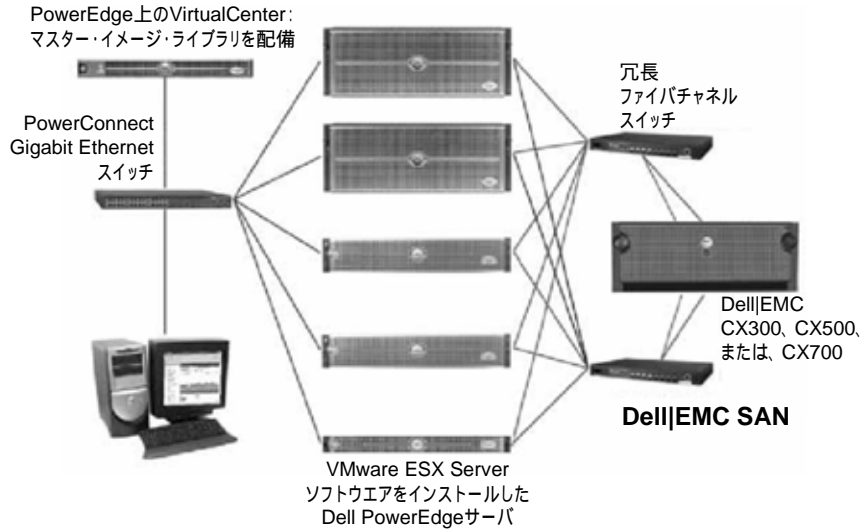 PowerEdge上のVirtualCenter:
マスター・イメージ・ライブラリを配備
PowerConnect
Gigabit Ethernet
スイッチ
冗長
ファイバチャネル
スイッチ
Dell|EMC
CX300、CX500、
または、CX700
Dell|EMC SAN
VMware ESX Server
ソフトウエアをインストールした
Dell PowerEdgeサーバ